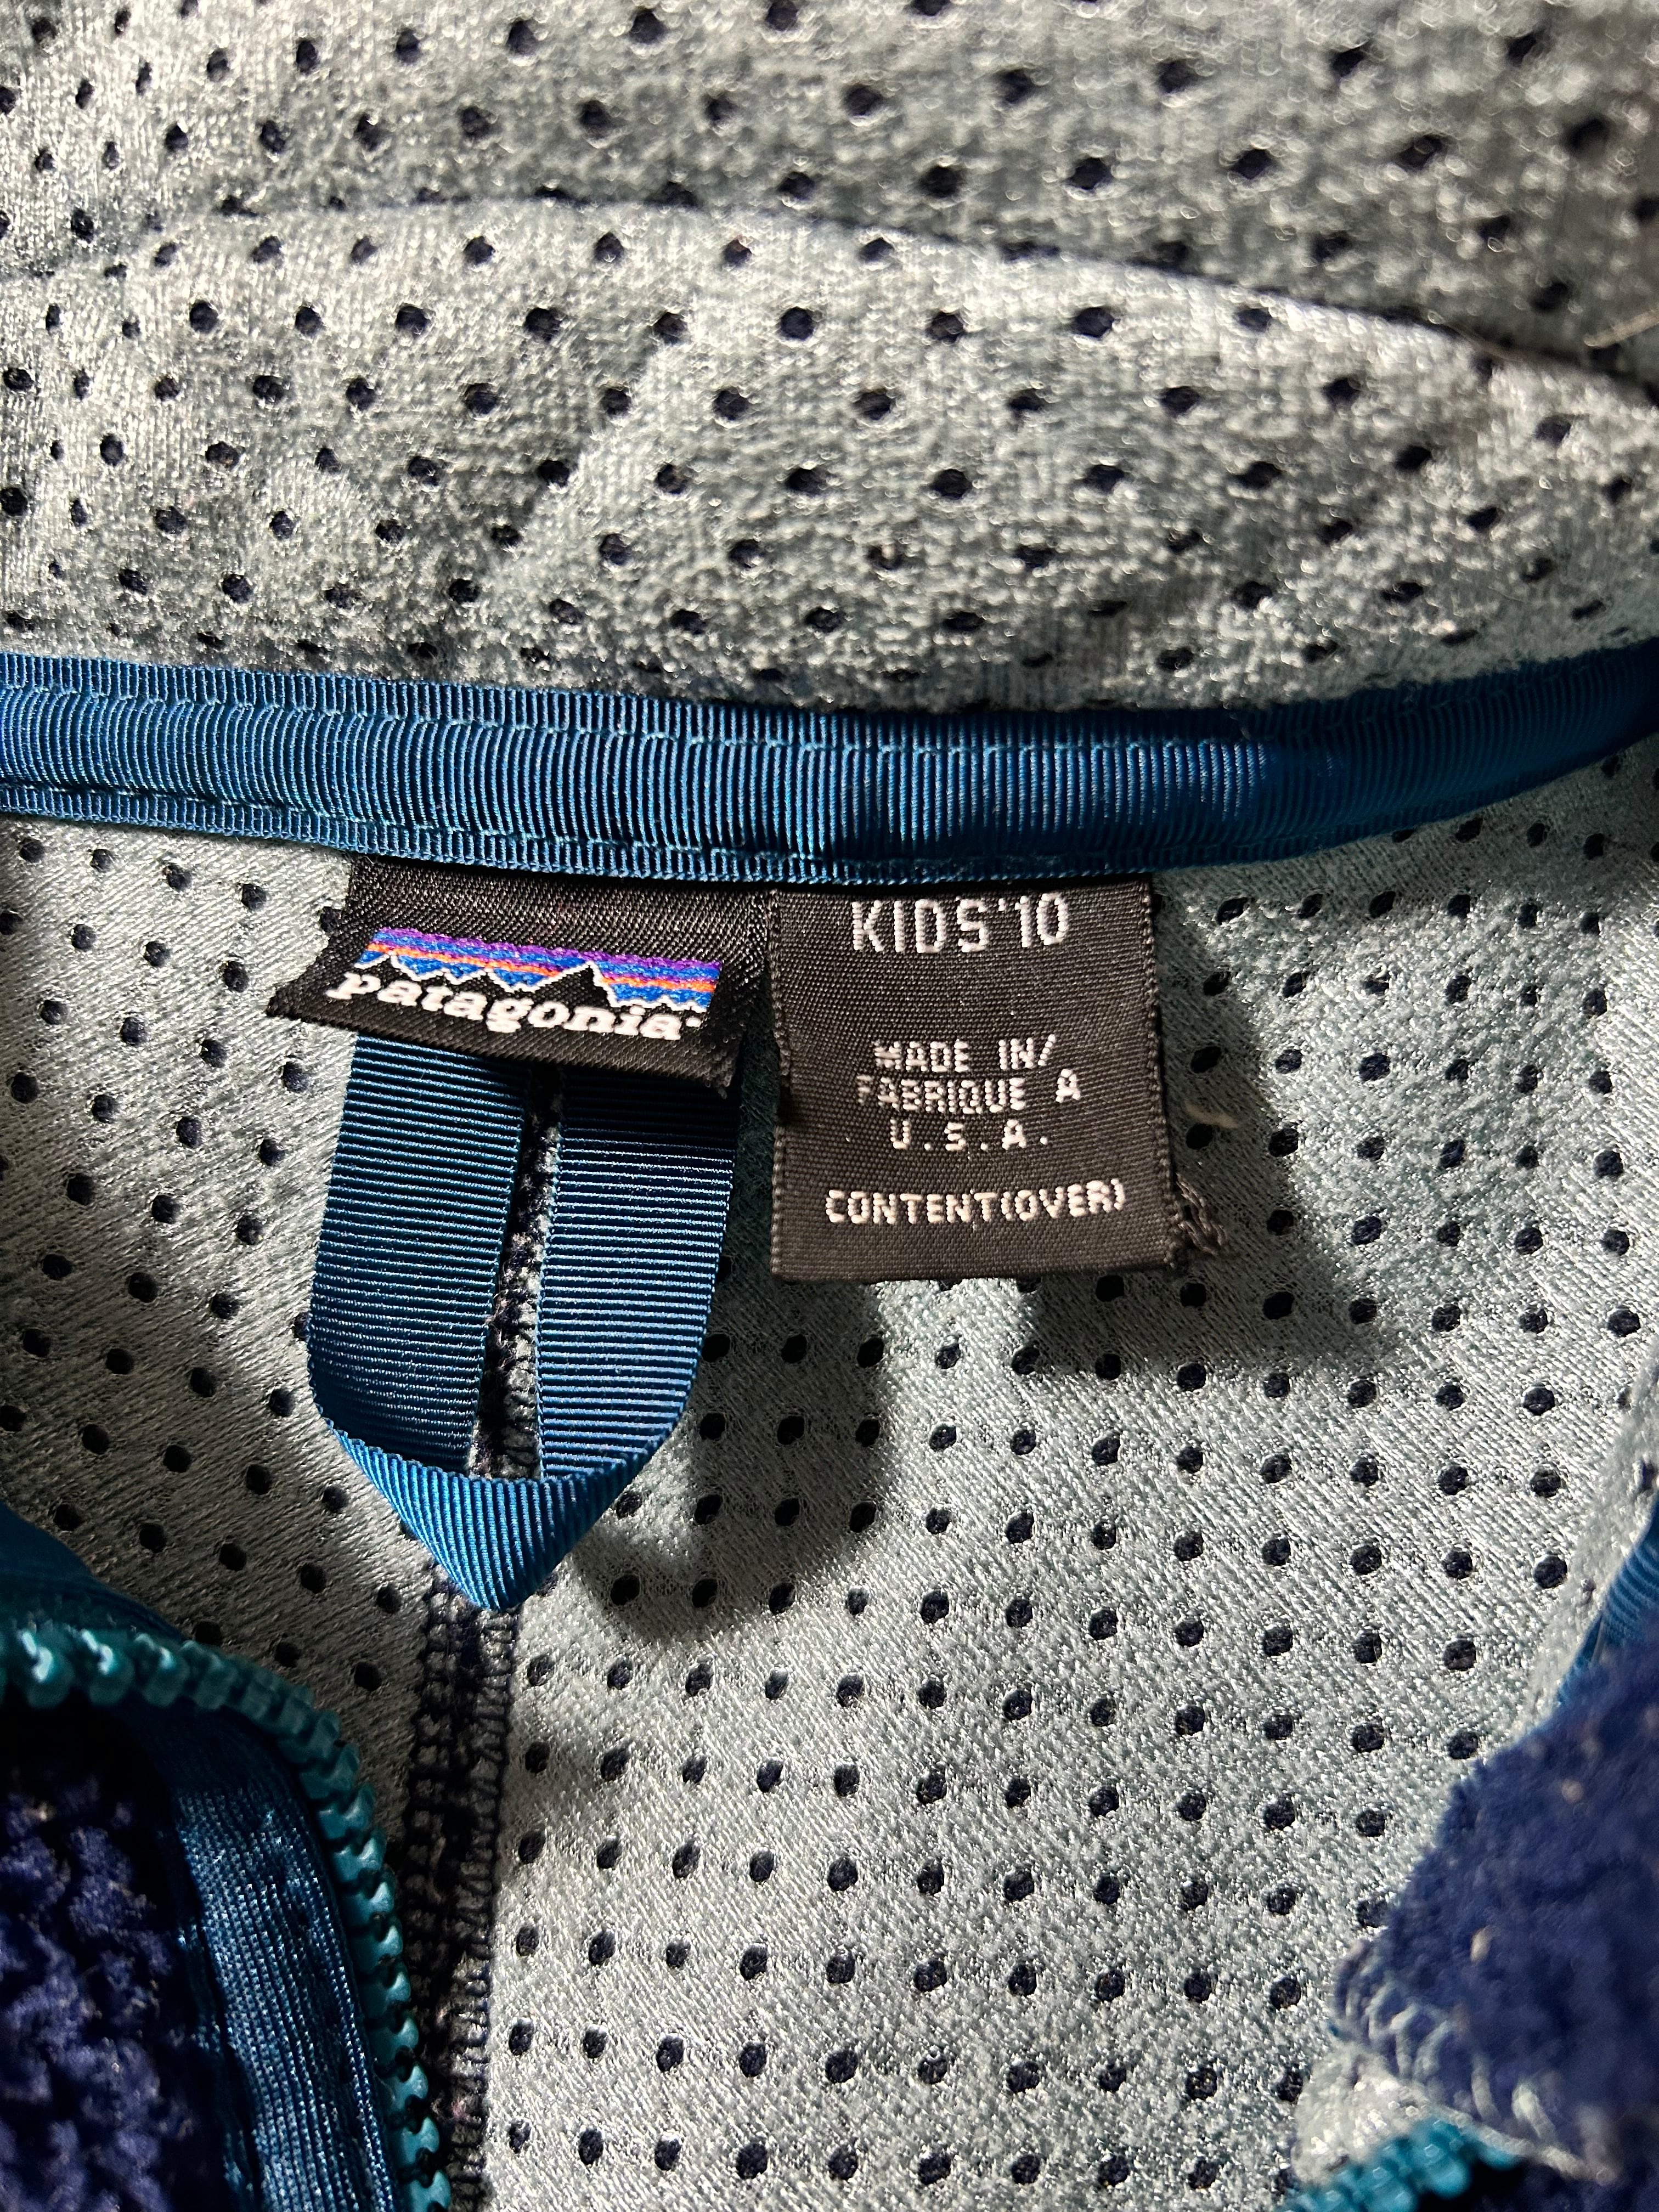 patagonia
KIDS'10
MADE IN/
FABRIQUE A
U.S.A.
CONTENT(OVER)